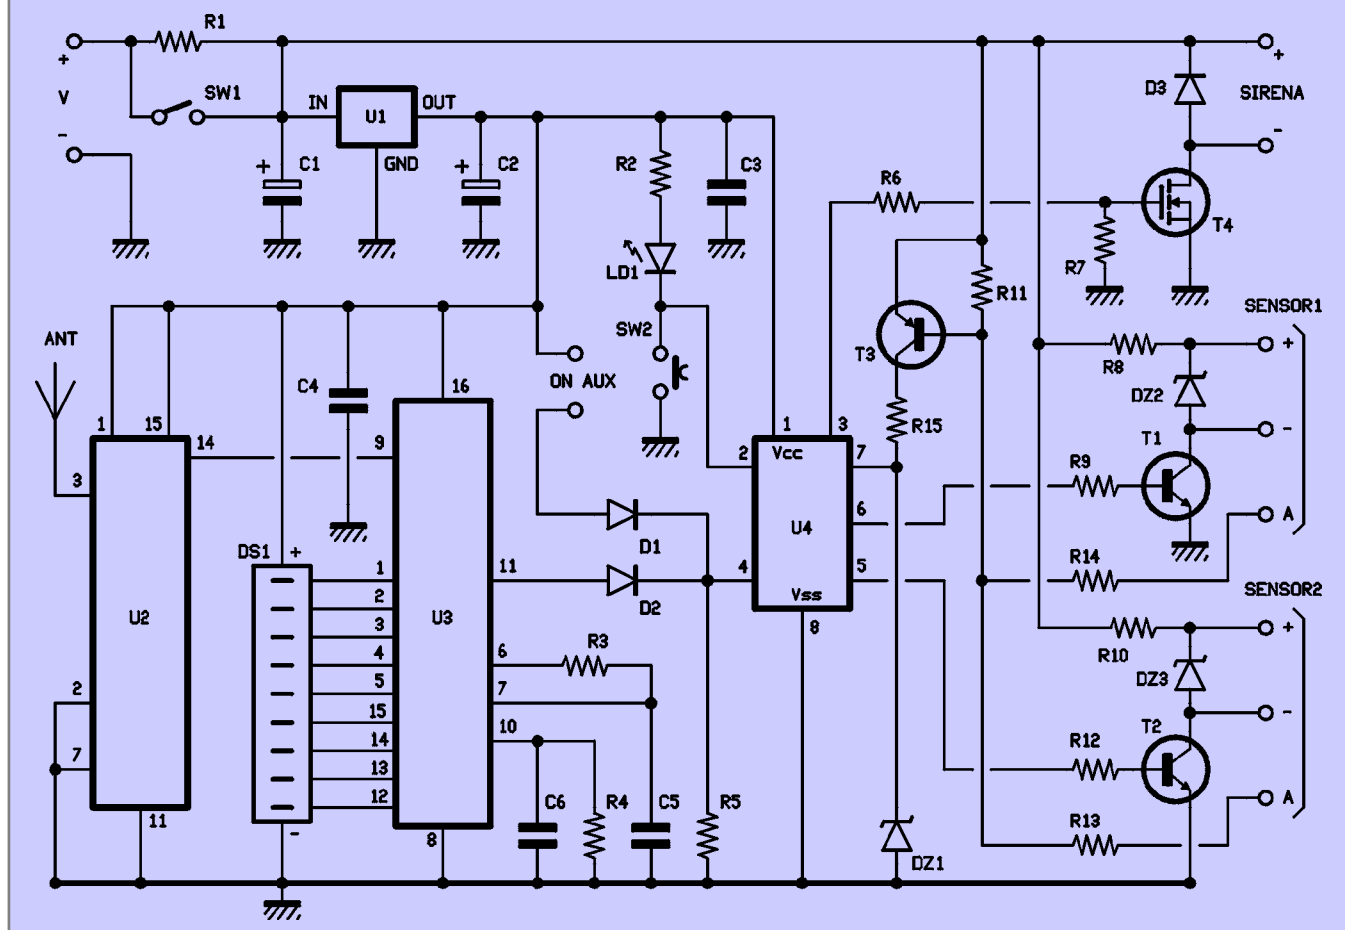 R1
+
V
-
SW1
IN
U1
OUT
GND
+
C1
+
C2
R2
C3
LD1
SW2
R6
R7
D3
+
SIRENA
-
T4
R11
T3
R15
SENSOR1
+
R8
DZ2
-
T1
R9
A
R14
ANT
C4
ON AUX
1
15
14
3
2
7
11
U2
16
9
DS1
+
-
1
2
3
4
5
15
14
13
12
U3
11
6
7
10
8
D1
D2
R3
C6
R4
C5
R5
1
3
2
Vcc
7
U4
6
4
5
Vss
8
DZ1
SENSOR2
+
R10
DZ3
-
T2
R12
A
R13